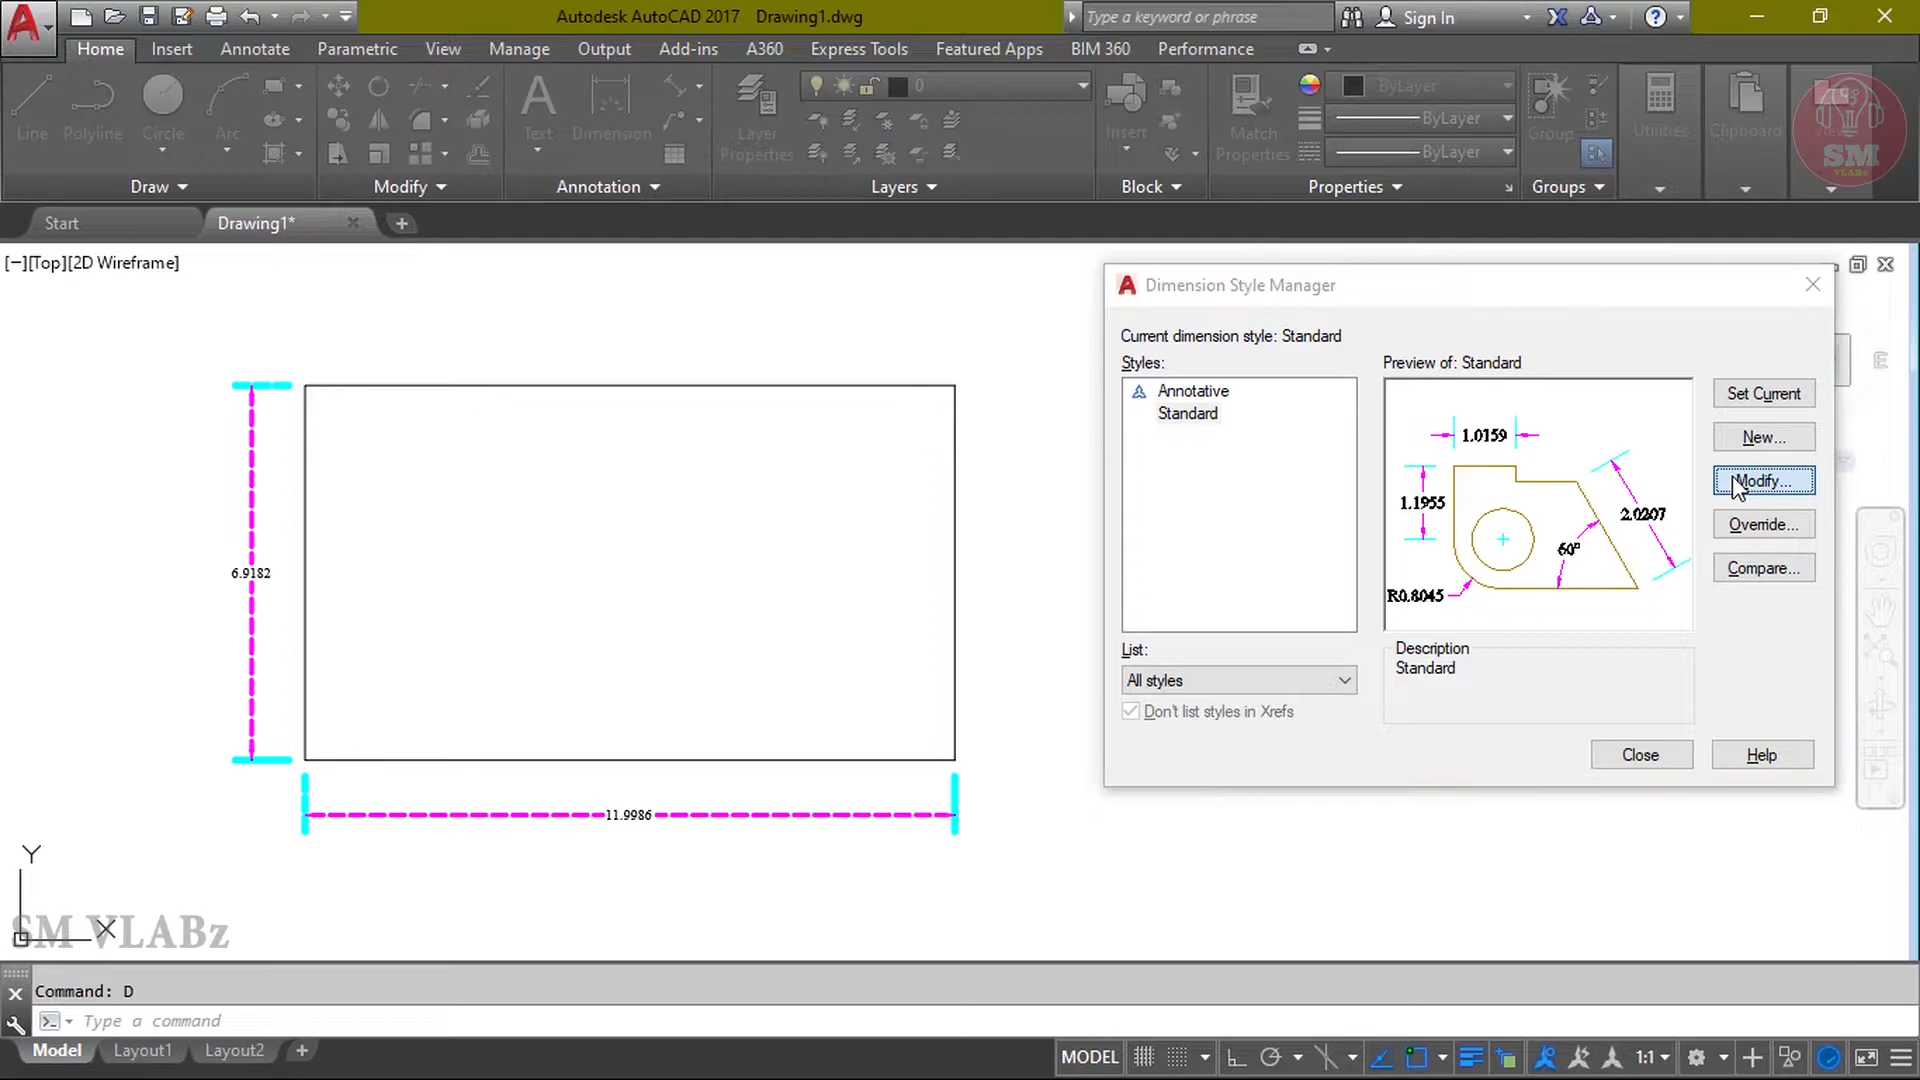 Autodesk AutoCAD 2017 Drawing1.dwg
Type a keyword or phrase
Sign In
Home Insert Annotate Parametric View Manage Output Add-ins A360 Express Tools Featured Apps BIM 360 Performance
Line Polyline Circle Arc
Text Dimension
Layer Properties
0
Insert
Match Properties
ByLayer
ByLayer
ByLayer
Group
Utilities
Clipboard
SM
VLABz
Draw Modify Annotation Layers Block Properties Groups
Start Drawing1*
[−][Top][2D Wireframe]
6.9182
11.9986
Y
X
SM VLABz
E
Dimension Style Manager
Current dimension style: Standard
Styles:
Annotative
Standard
Preview of: Standard
1.0159
1.1955
2.0207
60°
R0.8045
Set Current
New...
Modify...
Override...
Compare...
List:
All styles
Don't list styles in Xrefs
Description
Standard
Close
Help
Command: D
Type a command
Model Layout1 Layout2
MODEL
1:1